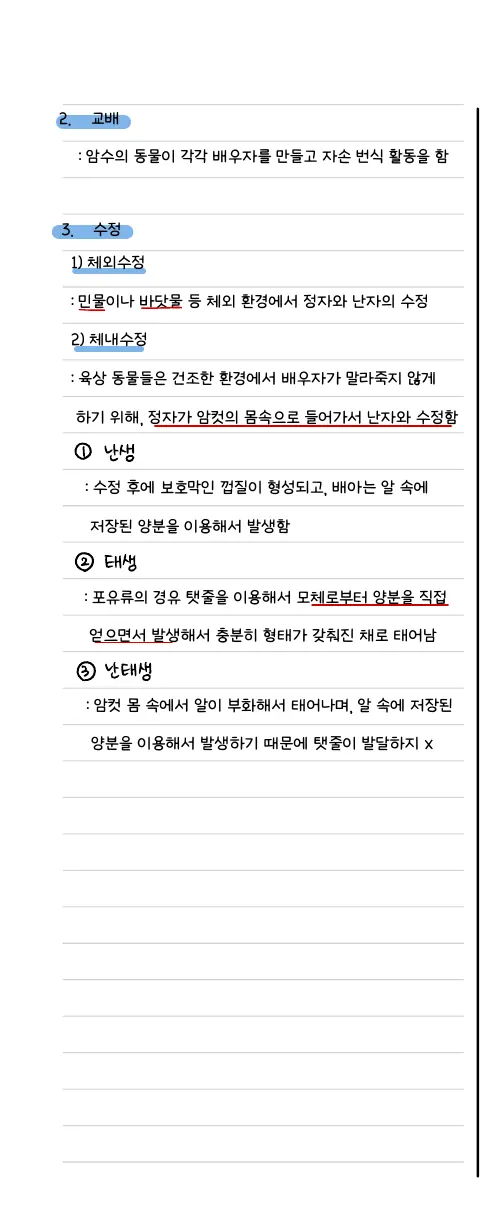 2. 교배
: 암수의 동물이 각각 배우자를 만들고 자손 번식 활동을 함
3. 수정
1) 체외수정
: 민물이나 바닷물 등 체외 환경에서 정자와 난자의 수정
2) 체내수정
: 육상 동물들은 건조한 환경에서 배우자가 말라죽지 않게
하기 위해, 정자가 암컷의 몸속으로 들어가서 난자와 수정함
① 난생
: 수정 후에 보호막인 껍질이 형성되고, 배아는 알 속에
저장된 양분을 이용해서 발생함
② 태생
: 포유류의 경유 탯줄을 이용해서 모체로부터 양분을 직접
얻으면서 발생해서 충분히 형태가 갖춰진 채로 태어남
③ 난태생
: 암컷 몸 속에서 알이 부화해서 태어나며, 알 속에 저장된
양분을 이용해서 발생하기 때문에 탯줄이 발달하지 x